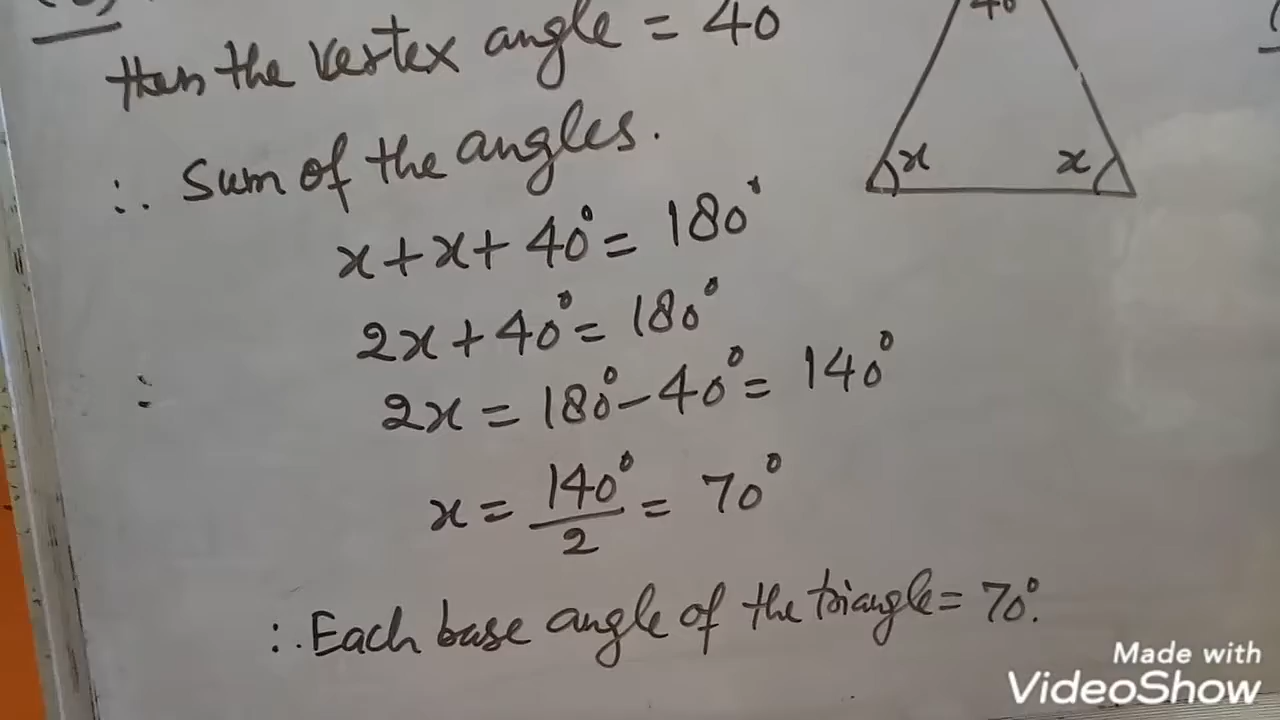 then the vertex angle = 40
40
∴ Sum of the angles.
x x
x + x + 40° = 180°
2x + 40° = 180°
∴ 2x = 180° - 40° = 140°
x = 140°/2 = 70°
∴ Each base angle of the triangle = 70°.
Made with
VideoShow